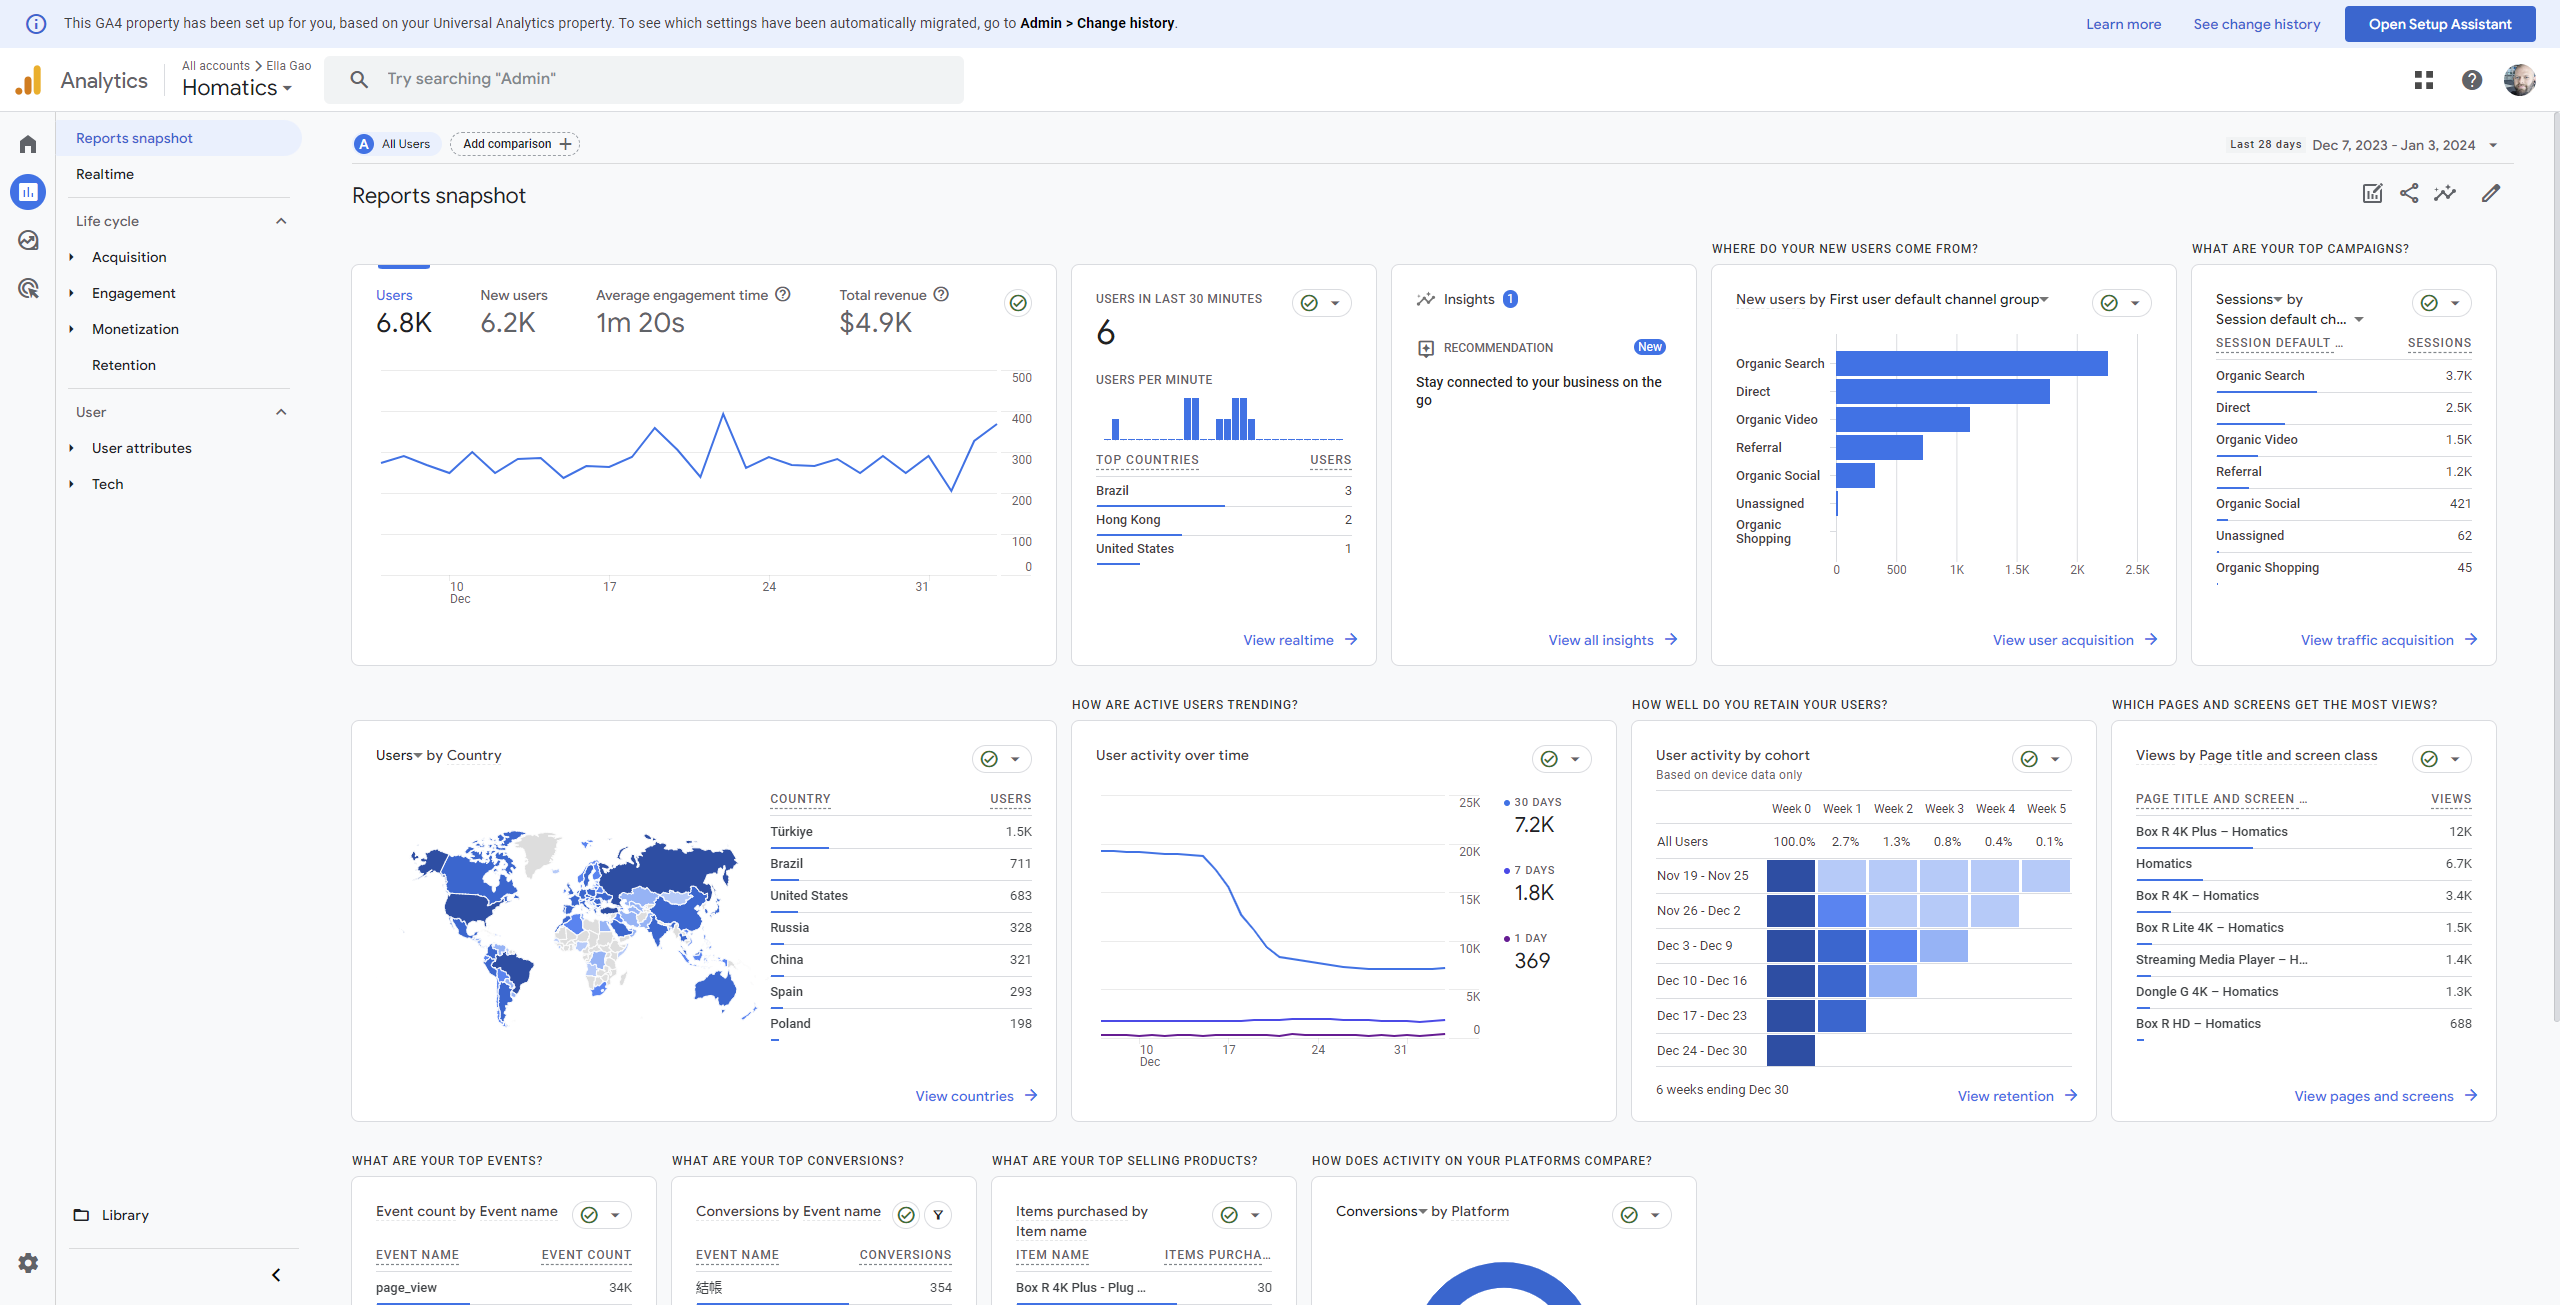 This GA4 property has been set up for you, based on your Universal Analytics property. To see which settings have been automatically migrated, go to Admin > Change history.
Learn more
See change history
Open Setup Assistant
Analytics
All accounts > Ella Gao
Homatics
Try searching "Admin"
Reports snapshot
Realtime
Life cycle
Acquisition
Engagement
Monetization
Retention
User
User attributes
Tech
Library
A All Users
Add comparison +
Last 28 days Dec 7, 2023 - Jan 3, 2024
Reports snapshot
Users
6.8K
New users
6.2K
Average engagement time
1m 20s
Total revenue
$4.9K
500
400
300
200
100
0
10
Dec
17
24
31
USERS IN LAST 30 MINUTES
6
USERS PER MINUTE
TOP COUNTRIES USERS
Brazil 3
Hong Kong 2
United States 1
View realtime
Insights 1
RECOMMENDATION New
Stay connected to your business on the
go
View all insights
WHERE DO YOUR NEW USERS COME FROM?
New users by First user default channel group
Organic Search
Direct
Organic Video
Referral
Organic Social
Unassigned
Organic
Shopping
0 500 1K 1.5K 2K 2.5K
View user acquisition
WHAT ARE YOUR TOP CAMPAIGNS?
Sessions by
Session default ch...
SESSION DEFAULT ... SESSIONS
Organic Search 3.7K
Direct 2.5K
Organic Video 1.5K
Referral 1.2K
Organic Social 421
Unassigned 62
Organic Shopping 45
View traffic acquisition
Users by Country
COUNTRY USERS
Türkiye 1.5K
Brazil 711
United States 683
Russia 328
China 321
Spain 293
Poland 198
View countries
HOW ARE ACTIVE USERS TRENDING?
User activity over time
25K
20K
15K
10K
5K
0
10
Dec
17
24
31
30 DAYS
7.2K
7 DAYS
1.8K
1 DAY
369
HOW WELL DO YOU RETAIN YOUR USERS?
User activity by cohort
Based on device data only
Week 0 Week 1 Week 2 Week 3 Week 4 Week 5
All Users 100.0% 2.7% 1.3% 0.8% 0.4% 0.1%
Nov 19 - Nov 25
Nov 26 - Dec 2
Dec 3 - Dec 9
Dec 10 - Dec 16
Dec 17 - Dec 23
Dec 24 - Dec 30
6 weeks ending Dec 30
View retention
WHICH PAGES AND SCREENS GET THE MOST VIEWS?
Views by Page title and screen class
PAGE TITLE AND SCREEN ... VIEWS
Box R 4K Plus – Homatics 12K
Homatics 6.7K
Box R 4K – Homatics 3.4K
Box R Lite 4K – Homatics 1.5K
Streaming Media Player – H... 1.4K
Dongle G 4K – Homatics 1.3K
Box R HD – Homatics 688
View pages and screens
WHAT ARE YOUR TOP EVENTS?
Event count by Event name
EVENT NAME EVENT COUNT
page_view 34K
WHAT ARE YOUR TOP CONVERSIONS?
Conversions by Event name
EVENT NAME CONVERSIONS
結帳 354
WHAT ARE YOUR TOP SELLING PRODUCTS?
Items purchased by
Item name
ITEM NAME ITEMS PURCHA...
Box R 4K Plus - Plug ... 30
HOW DOES ACTIVITY ON YOUR PLATFORMS COMPARE?
Conversions by Platform